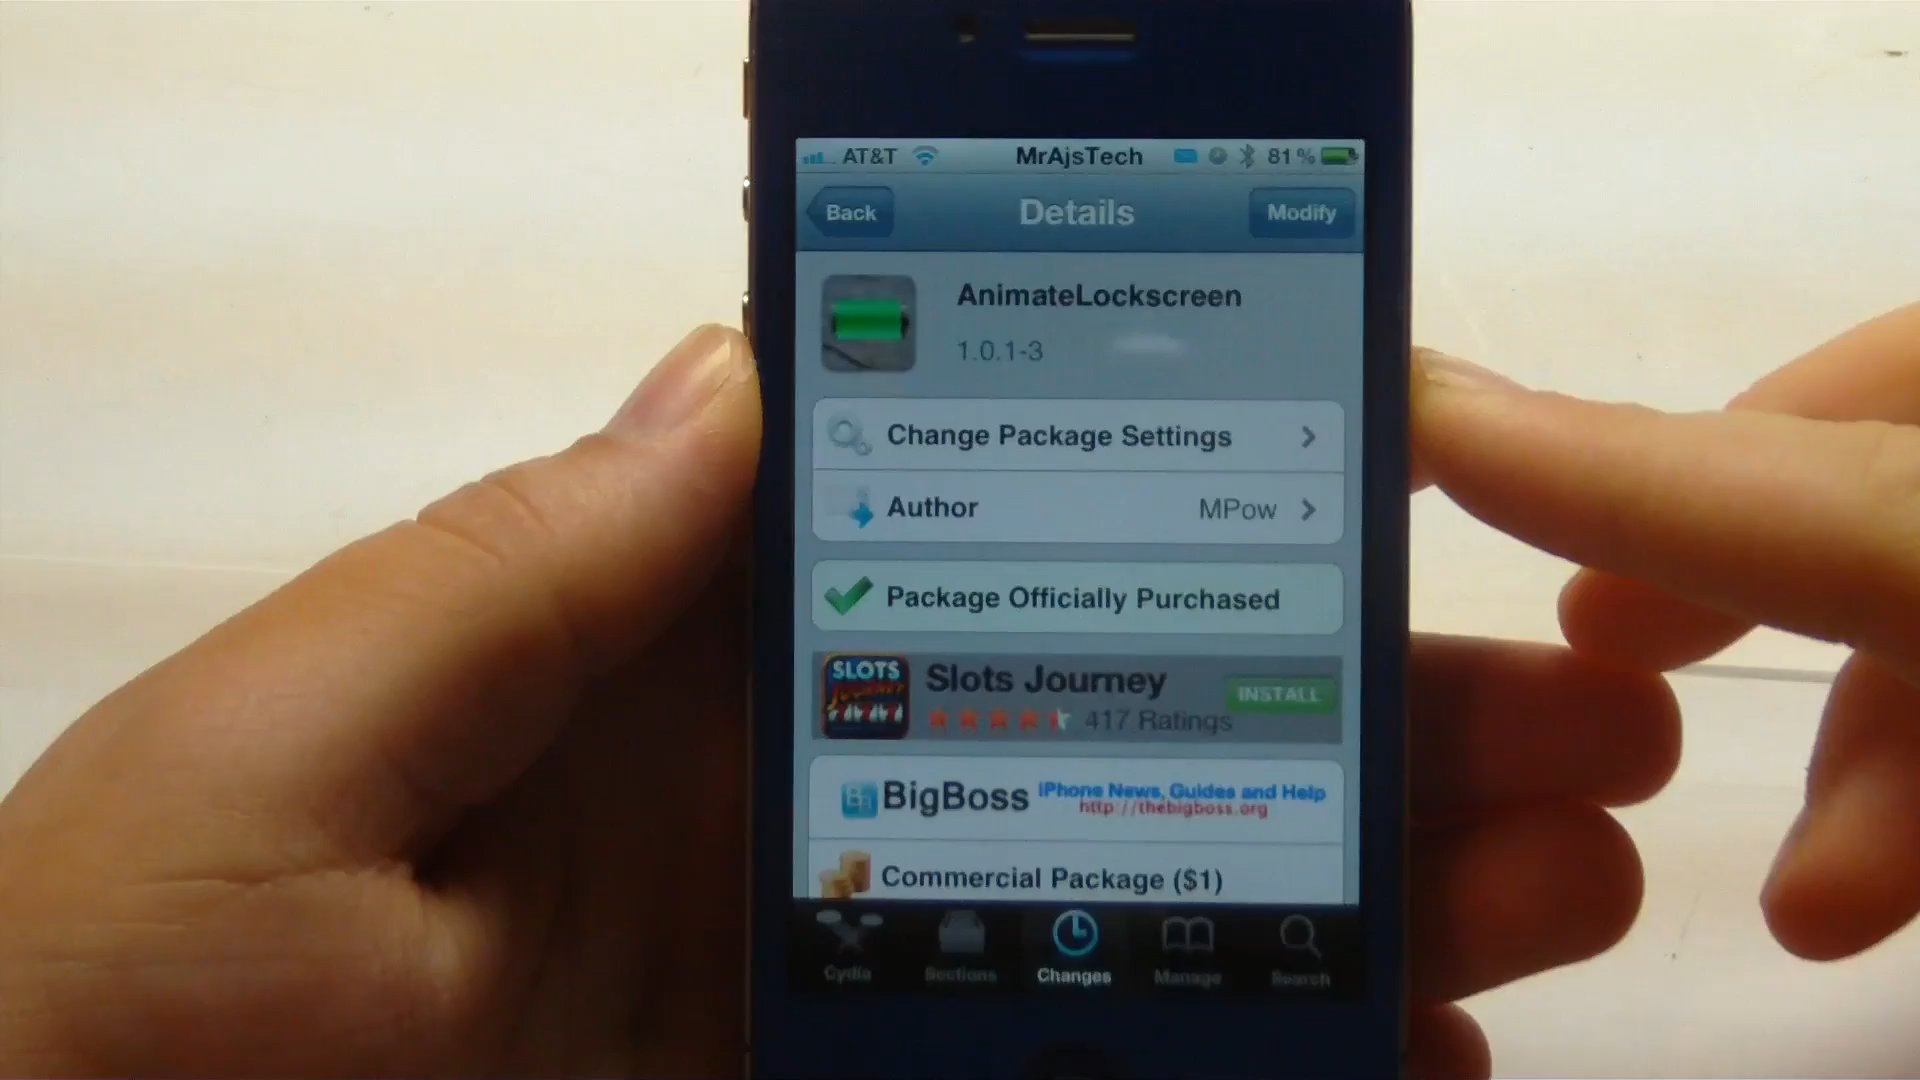 AT&T MrAjsTech 81%
Back Details Modify
AnimateLockscreen
1.0.1-3
Change Package Settings
Author MPow
Package Officially Purchased
SLOTS
JOURNEY
777
Slots Journey
INSTALL
417 Ratings
BigBoss
iPhone News, Guides and Help
http://thebigboss.org
Commercial Package ($1)
Cydia Sections Changes Manage Search